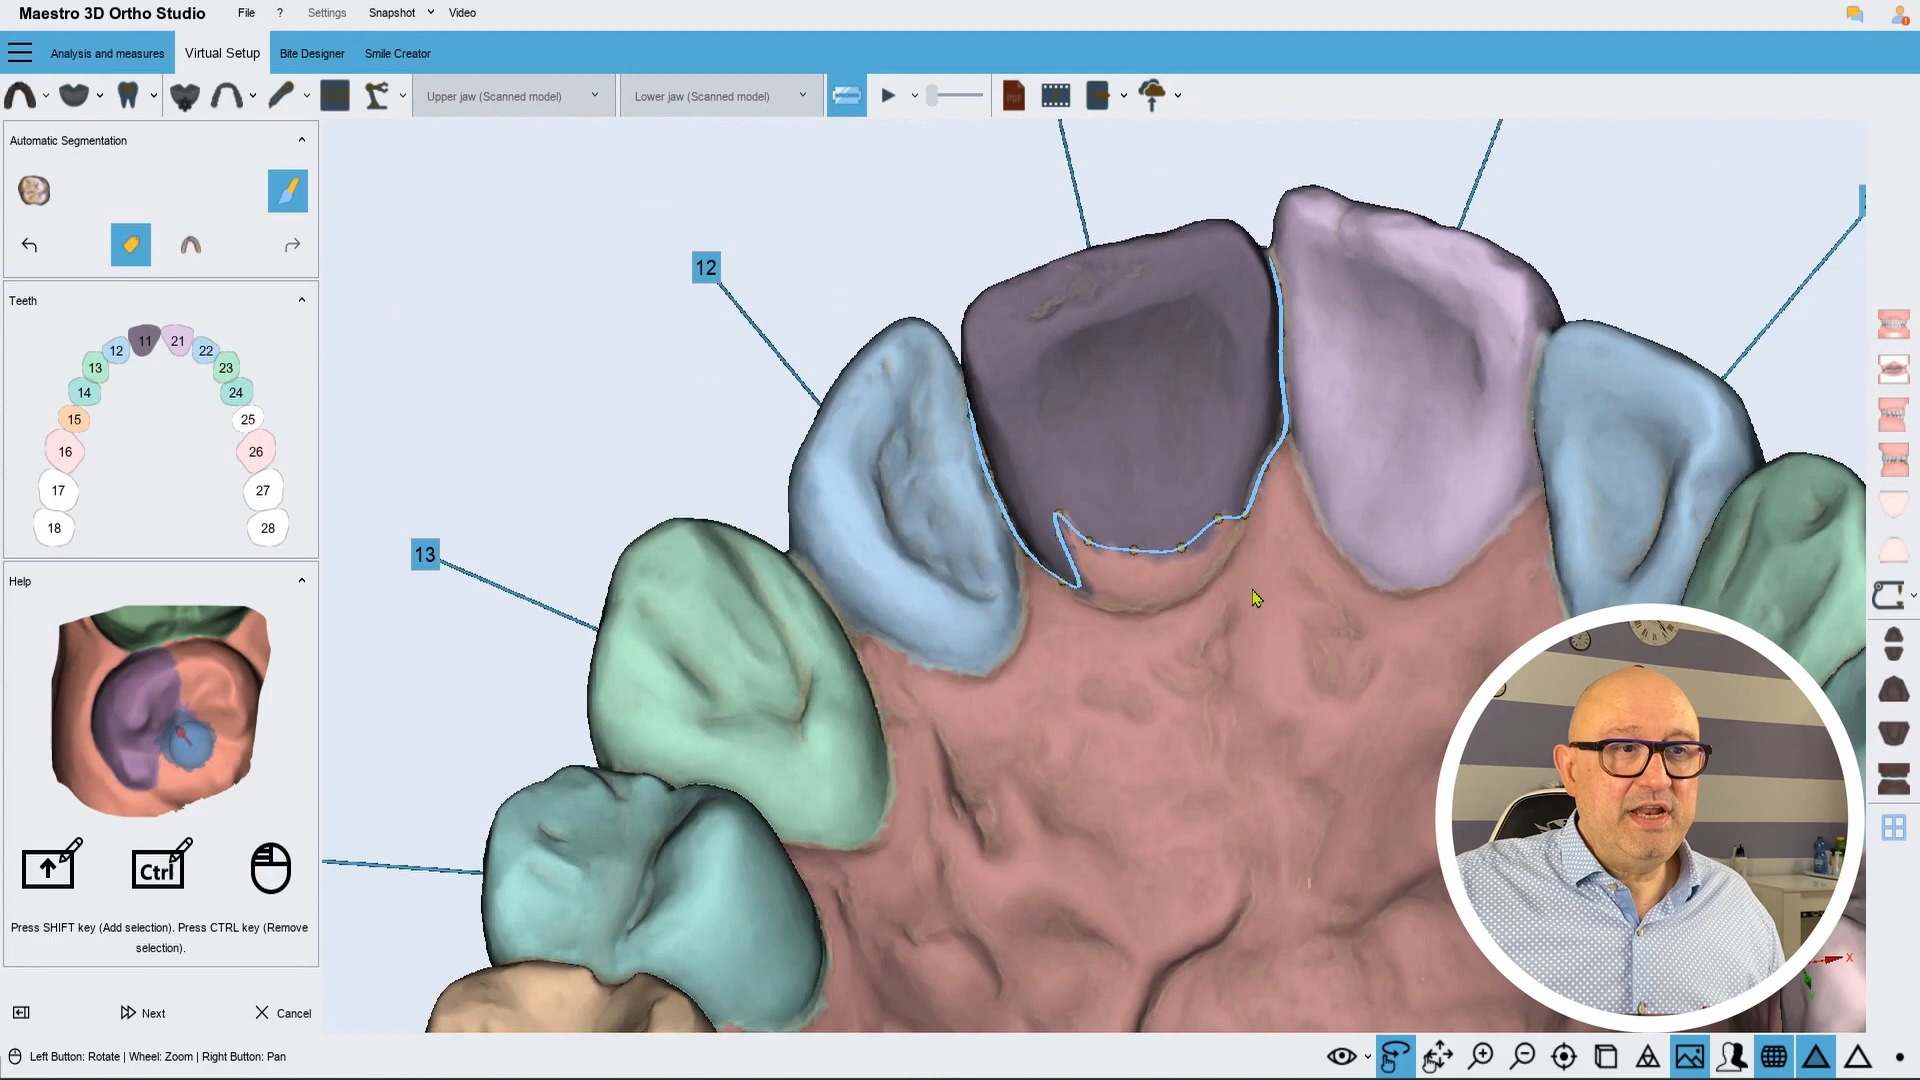 Maestro 3D Ortho Studio
File
?
Settings
Snapshot
Video
Analysis and measures
Virtual Setup
Bite Designer
Smile Creator
Upper jaw (Scanned model)
Lower jaw (Scanned model)
PDF
Automatic Segmentation
Teeth
11
21
12
22
13
23
14
24
15
25
16
26
17
27
18
28
Help
Ctrl
Press SHIFT key (Add selection). Press CTRL key (Remove
selection).
Next
Cancel
Left Button: Rotate | Wheel: Zoom | Right Button: Pan
12
13
X